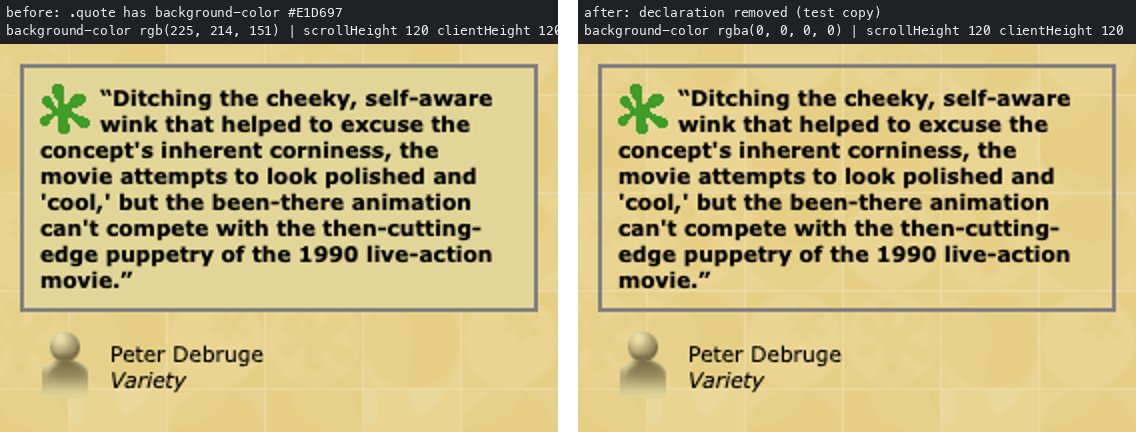 before: .quote has background-color #E1D697
background-color rgb(225, 214, 151) | scrollHeight 120 clientHeight 120
“Ditching the cheeky, self-aware
wink that helped to excuse the
concept's inherent corniness, the
movie attempts to look polished and
'cool,' but the been-there animation
can't compete with the then-cutting-
edge puppetry of the 1990 live-action
movie.”
Peter Debruge
Variety
after: declaration removed (test copy)
background-color rgba(0, 0, 0, 0) | scrollHeight 120 clientHeight 120
“Ditching the cheeky, self-aware
wink that helped to excuse the
concept's inherent corniness, the
movie attempts to look polished and
'cool,' but the been-there animation
can't compete with the then-cutting-
edge puppetry of the 1990 live-action
movie.”
Peter Debruge
Variety